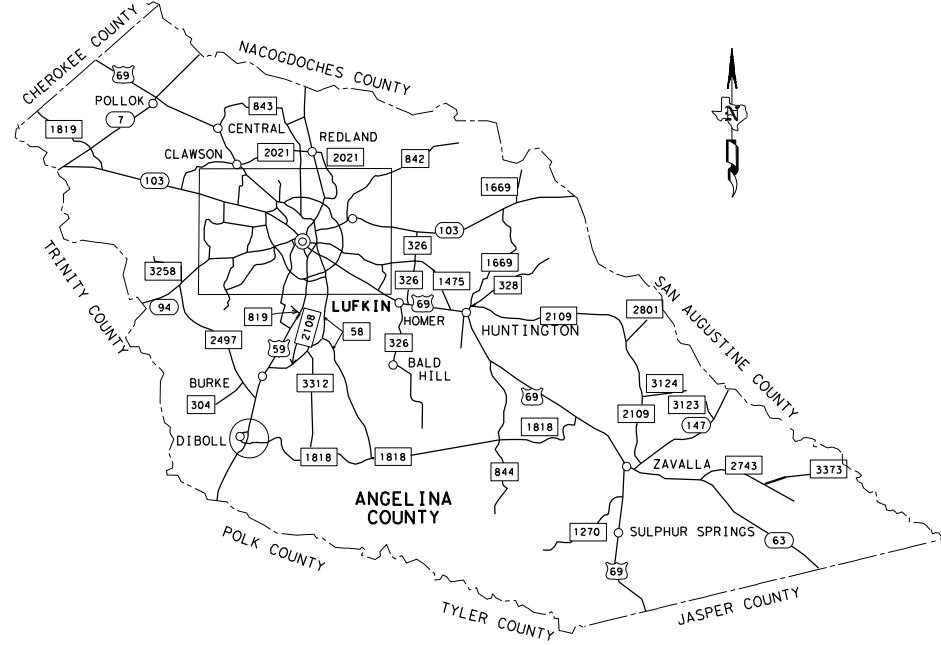 CHEROKEE COUNTY
NACOGDOCHES COUNTY
69
POLLOK
843
7
N
1819
CENTRAL
REDLAND
CLAWSON
2021
2021
842
103
1669
103
326
TRINITY COUNTY
3258
1669
326
1475
328
SAN AUGUSTINE COUNTY
94
LUFKIN
69
2801
819
2108
HOMER
2109
58
HUNTINGTON
2497
59
326
BURKE
3312
BALD
HILL
3124
304
69
3123
2109
147
DIBOLL
1818
1818
1818
844
ZAVALLA
2743
3373
ANGELINA
COUNTY
POLK COUNTY
1270
SULPHUR SPRINGS
63
69
TYLER COUNTY
JASPER COUNTY